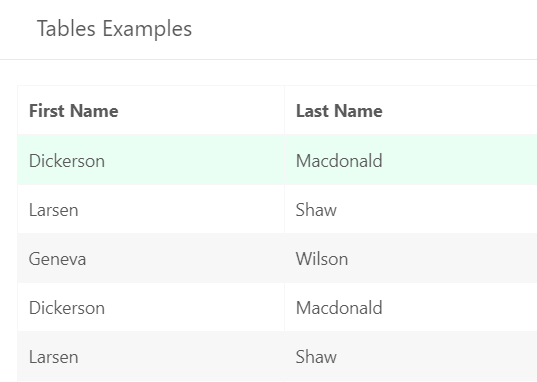 Tables Examples
First Name Last Name
Dickerson Macdonald
Larsen Shaw
Geneva Wilson
Dickerson Macdonald
Larsen Shaw